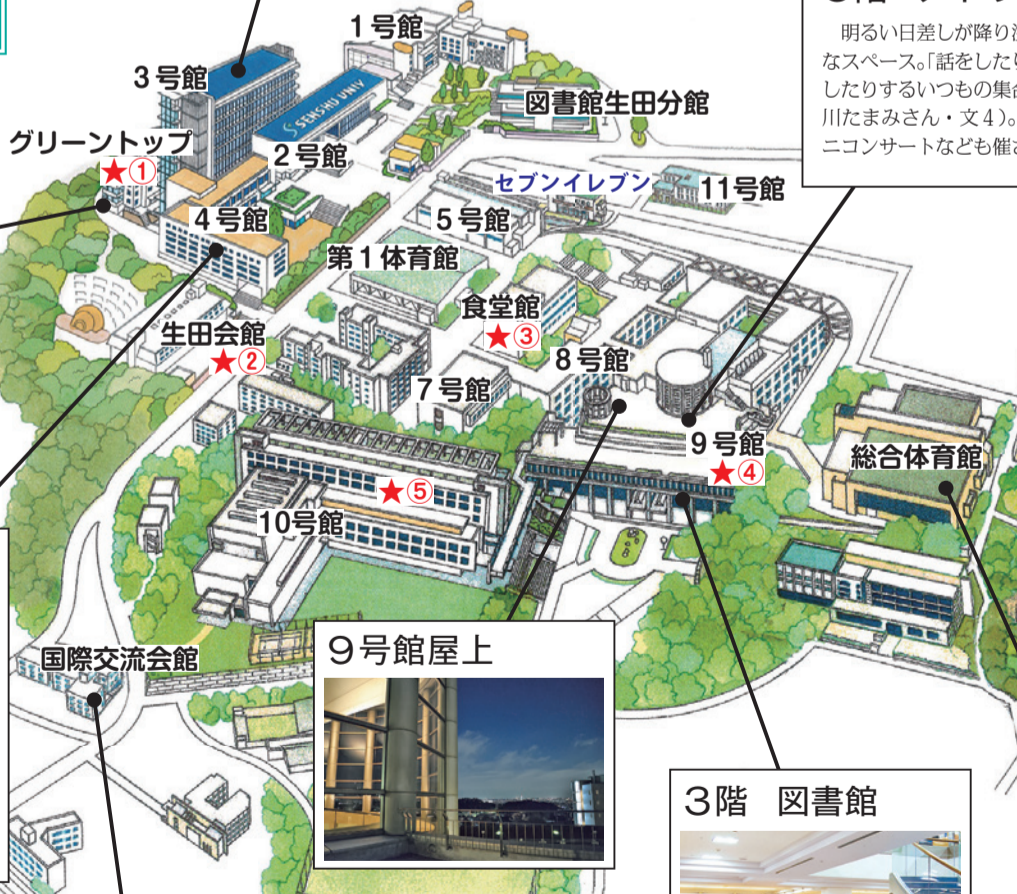 1号館
3号館
SENSHU UNIV
図書館生田分館
グリーントップ
★①
2号館
セブンイレブン
11号館
4号館
5号館
第1体育館
食堂館
★③
生田会館
★②
8号館
7号館
9号館
★④
総合体育館
★⑤
10号館
国際交流会館
明るい日差しが降り
なスペース。「話をした
したりするいつもの集
川たまみさん・文4)。
ニコンサートなども催
9号館屋上
3階 図書館